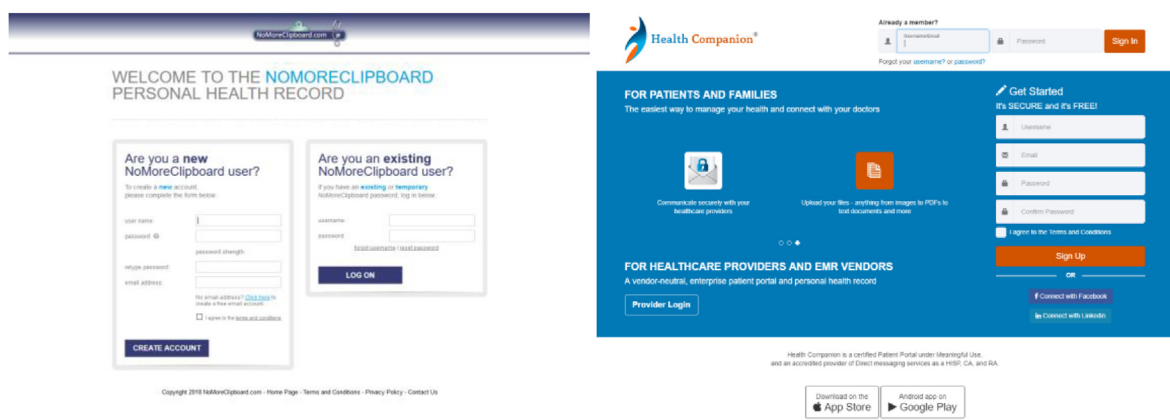 NoMoreClipboard.com
WELCOME TO THE NOMORECLIPBOARD
PERSONAL HEALTH RECORD
Are you a new
NoMoreClipboard user?
To create a new account,
please complete the form below.
user name:
password
password strength:
retype password:
email address:
No email address? Click here to
create a free email account.
I agree to the terms and conditions
CREATE ACCOUNT
Are you an existing
NoMoreClipboard user?
If you have an existing or temporary
NoMoreClipboard password, log in below.
username:
password:
forgot username / reset password
LOG ON
Copyright 2018 NoMoreClipboard.com - Home Page - Terms and Conditions - Privacy Policy - Contact Us
Health Companion®
Already a member?
Username/Email
Password
Sign In
Forgot your username? or password?
FOR PATIENTS AND FAMILIES
The easiest way to manage your health and connect with your doctors
Communicate securely with your
healthcare providers
Upload your files - anything from images to PDFs to
text documents and more
FOR HEALTHCARE PROVIDERS AND EMR VENDORS
A vendor-neutral, enterprise patient portal and personal health record
Provider Login
Get Started
It's SECURE and it's FREE!
Username
Email
Password
Confirm Password
I agree to the Terms and Conditions
Sign Up
OR
f Connect with Facebook
in Connect with LinkedIn
Health Companion is a certified Patient Portal under Meaningful Use,
and an accredited provider of Direct messaging services as a HISP, CA, and RA.
Download on the
App Store
Android app on
Google Play